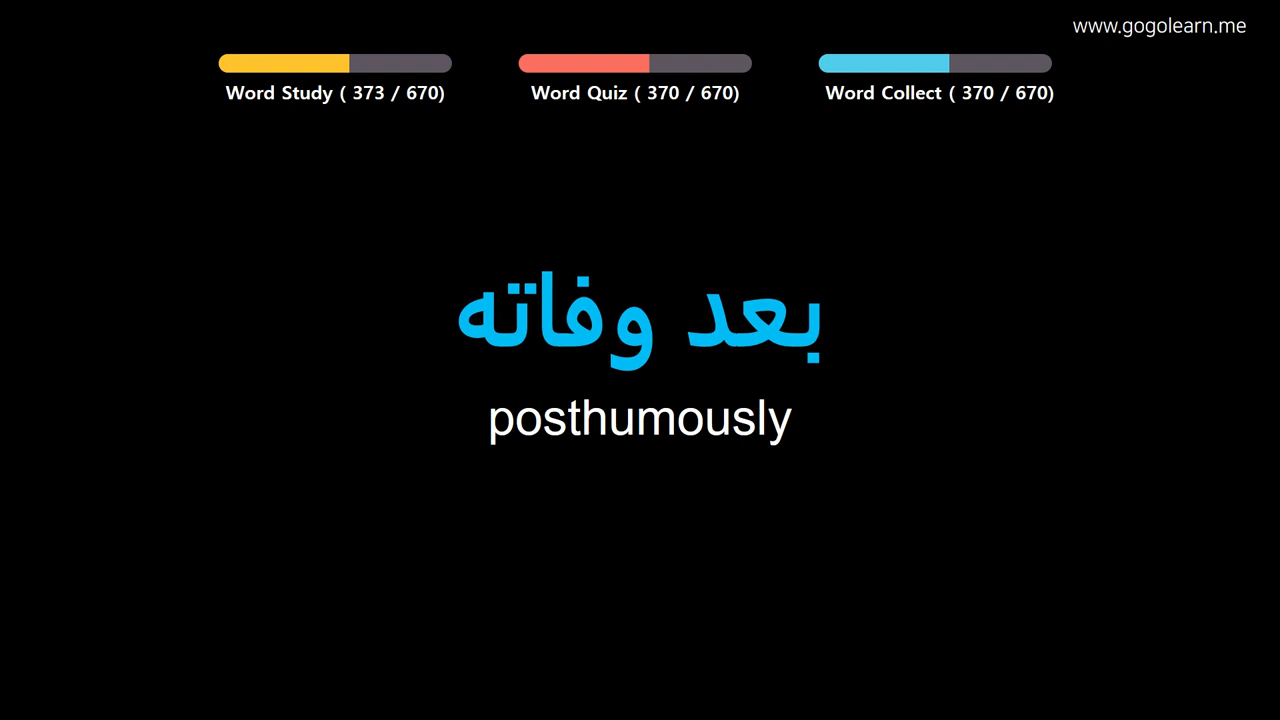 www.gogolearn.me
Word Study ( 373 / 670)
Word Quiz ( 370 / 670)
Word Collect ( 370 / 670)
بعد وفاته
posthumously